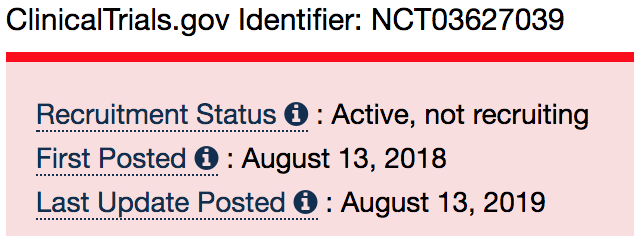 ClinicalTrials.gov Identifier: NCT03627039
Recruitment Status : Active, not recruiting
First Posted : August 13, 2018
Last Update Posted : August 13, 2019